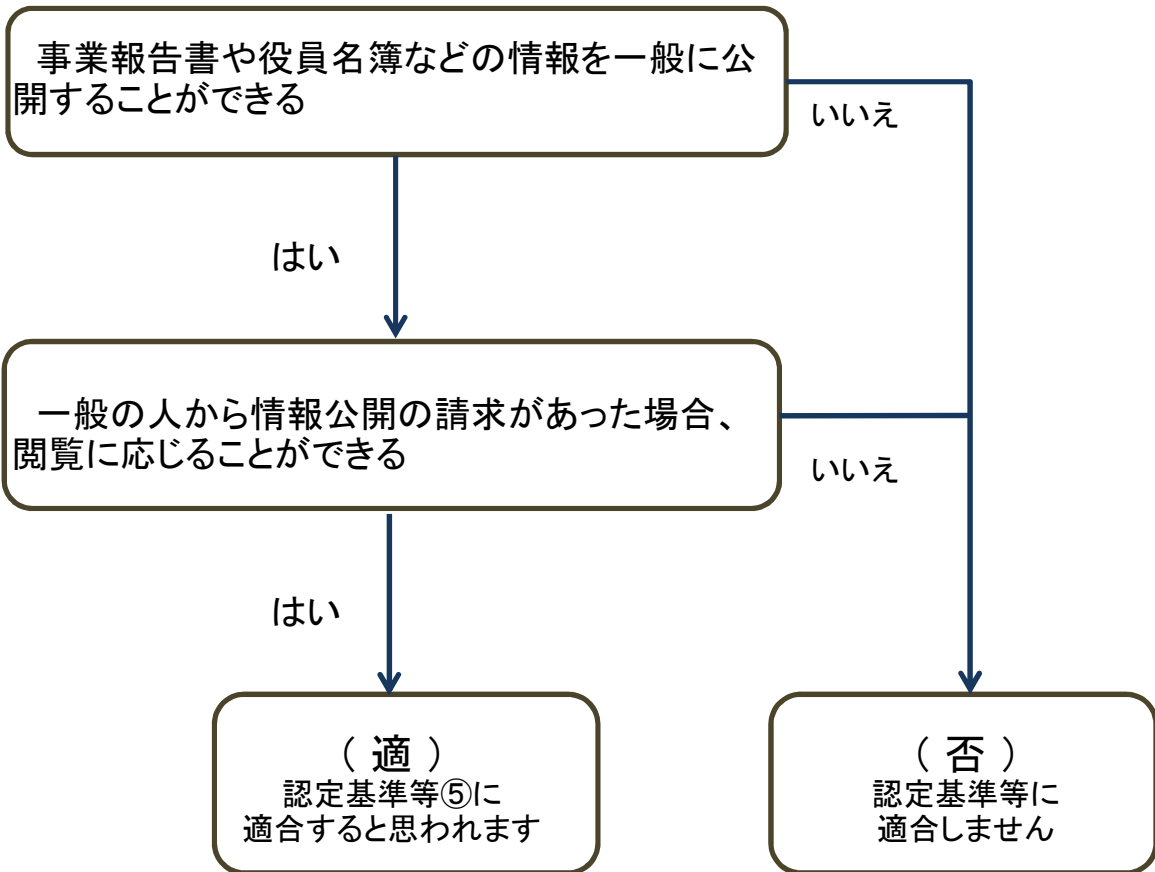 事業報告書や役員名簿などの情報を一般に公
開することができる
いいえ
はい
一般の人から情報公開の請求があった場合、
閲覧に応じることができる
いいえ
はい
（ 適 ）
認定基準等⑤に
適合すると思われます
（ 否 ）
認定基準等に
適合しません